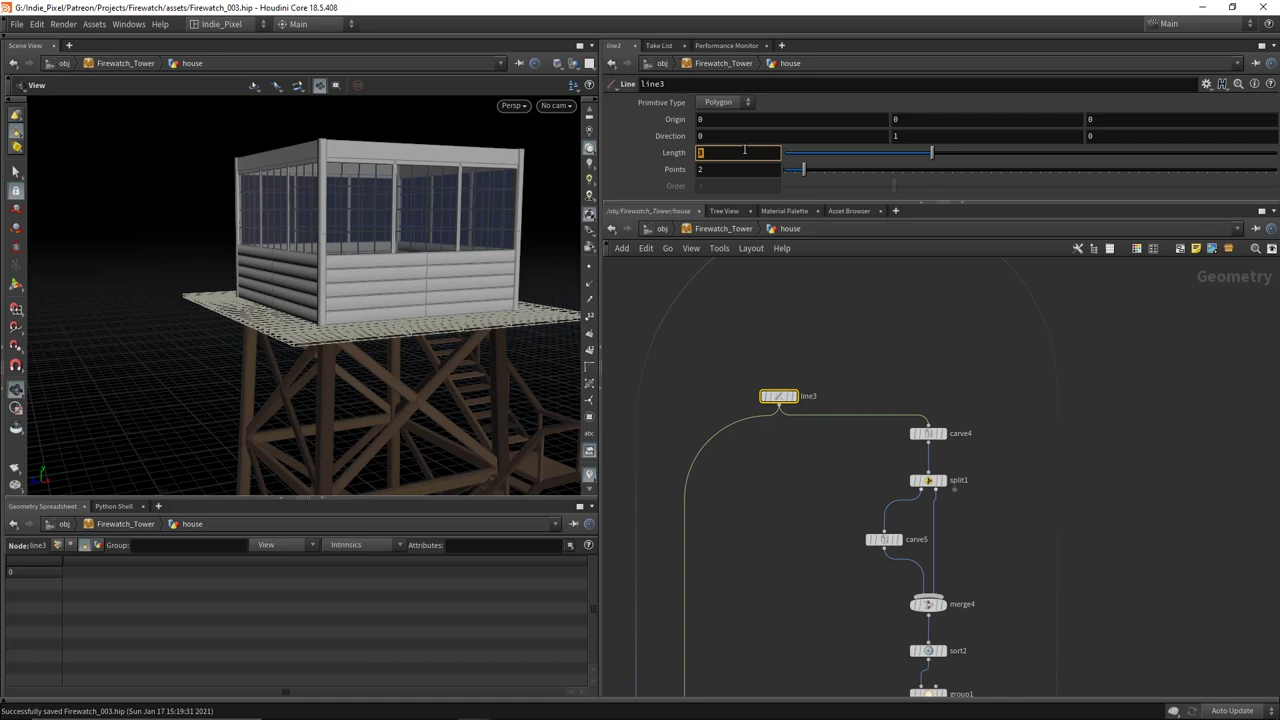 G:/Indie_Pixel/Patreon/Projects/Firewatch/assets/Firewatch_003.hip - Houdini Core 18.5.408
File Edit Render Assets Windows Help Indie_Pixel Main Main
Scene View
obj Firewatch_Tower house
View
Persp No cam
abc
Geometry Spreadsheet Python Shell
obj Firewatch_Tower house
Node: line3 Group: View Intrinsics Attributes:
0
line3 Take List Performance Monitor
obj Firewatch_Tower house
Line line3
Primitive Type Polygon
Origin 0 0 0
Direction 0 1 0
Length 3
Points 2
Order
/obj/Firewatch_Tower/house Tree View Material Palette Asset Browser
obj Firewatch_Tower house
Add Edit Go View Tools Layout Help
Geometry
line3
carve4
split1
carve5
merge4
sort2
group1
Successfully saved Firewatch_003.hip (Sun Jan 17 15:19:31 2021)
Auto Update